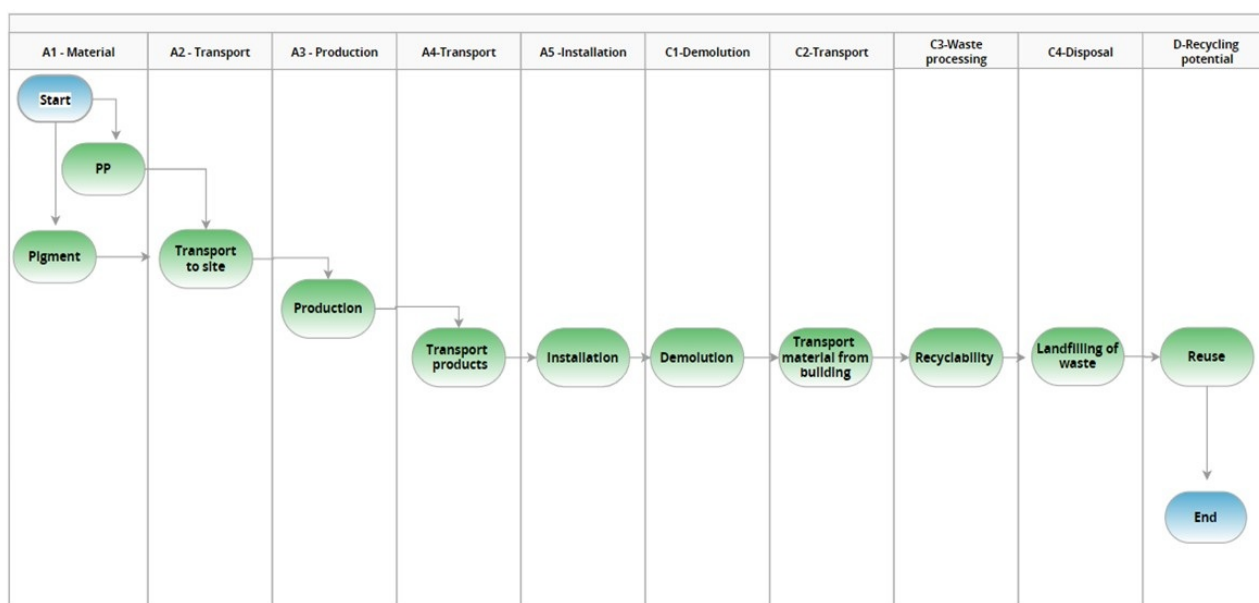 A1 - Material
A2 - Transport
A3 - Production
A4-Transport
A5 -Installation
C1-Demolution
C2-Transport
C3-Waste
processing
C4-Disposal
D-Recycling
potential
Start
PP
Pigment
Transport
to site
Production
Transport
products
Installation
Demolution
Transport
material from
building
Recyclability
Landfilling of
waste
Reuse
End